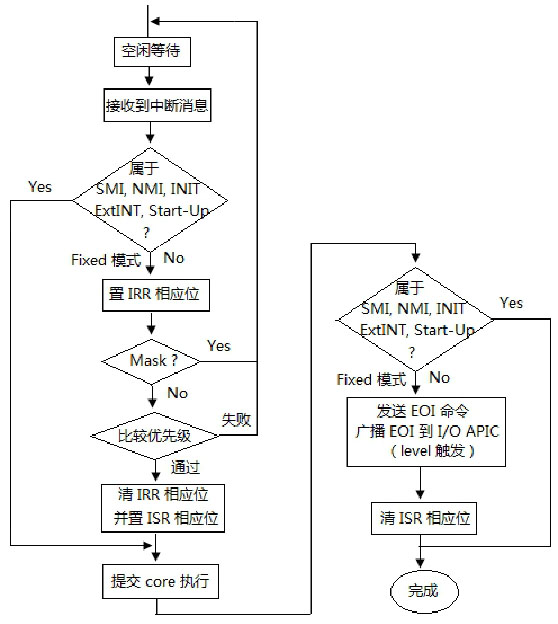 空闲等待
接收到中断消息
属于
SMI, NMI, INIT
ExtINT, Start-Up
?
Yes
Fixed 模式
No
置 IRR 相应位
Mask ?
Yes
No
比较优先级
失败
通过
清 IRR 相应位
并置 ISR 相应位
提交 core 执行
属于
SMI, NMI, INIT
ExtINT, Start-Up
?
Yes
Fixed 模式
No
发送 EOI 命令
广播 EOI 到 I/O APIC
(level 触发)
清 ISR 相应位
完成